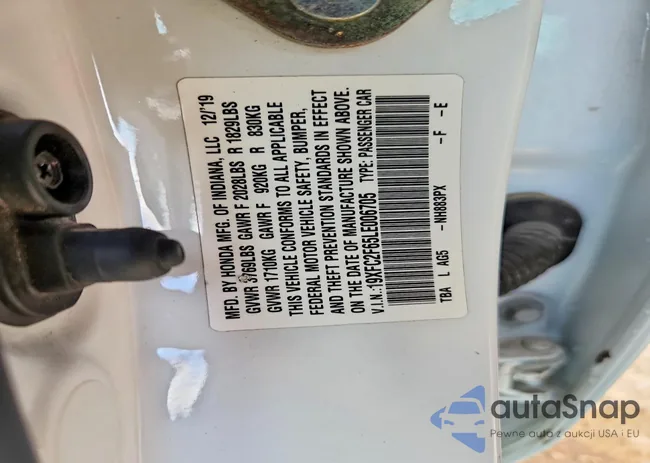 MFD. BY HONDA MFG. OF INDIANA, LLC 12/'19
GVWR 3769LBS GAWR F 2028LBS R 1829LBS
GVWR 1710KG GAWR F 920KG R 830KG
THIS VEHICLE CONFORMS TO ALL APPLICABLE
FEDERAL MOTOR VEHICLE SAFETY, BUMPER,
AND THEFT PREVENTION STANDARDS IN EFFECT
ON THE DATE OF MANUFACTURE SHOWN ABOVE.
V.I.N.:19XFC2F65LE006705 TYPE: PASSENGER CAR
TBA L AG5 -NH883PX -F -E
autaSnap
Pewne auta z aukcji USA i EU